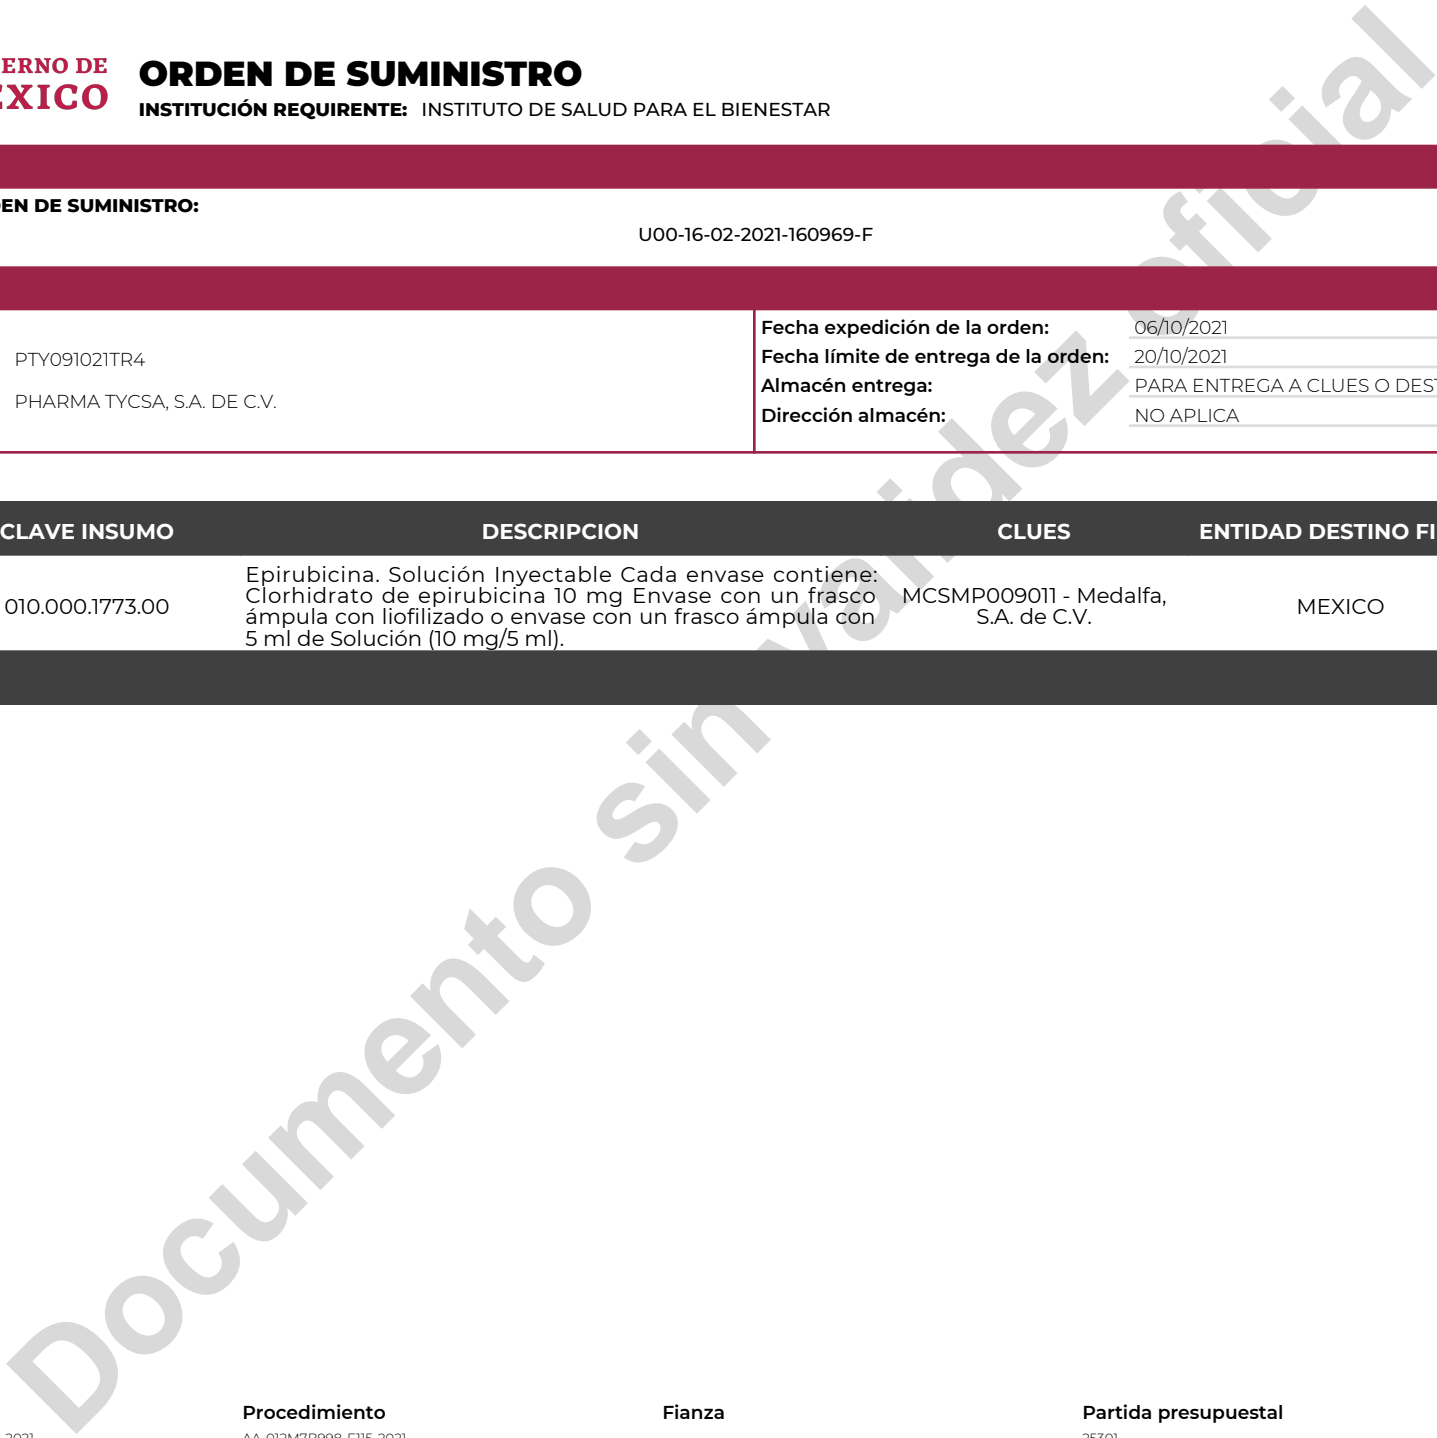 ERNO DE
EXICO
ORDEN DE SUMINISTRO
INSTITUCIÓN REQUIRENTE: INSTITUTO DE SALUD PARA EL BIENESTAR
EN DE SUMINISTRO:
U00-16-02-2021-160969-F
PTY091021TR4
PHARMA TYCSA, S.A. DE C.V.
Fecha expedición de la orden: 06/10/2021
Fecha límite de entrega de la orden: 20/10/2021
Almacén entrega: PARA ENTREGA A CLUES O DEST
Dirección almacén: NO APLICA
CLAVE INSUMO DESCRIPCION CLUES ENTIDAD DESTINO FI
010.000.1773.00
Epirubicina. Solución Inyectable Cada envase contiene:
Clorhidrato de epirubicina 10 mg Envase con un frasco
ámpula con liofilizado o envase con un frasco ámpula con
5 ml de Solución (10 mg/5 ml).
MCSMP009011 - Medalfa,
S.A. de C.V.
MEXICO
Documento sin validez oficial
Procedimiento Fianza Partida presupuestal